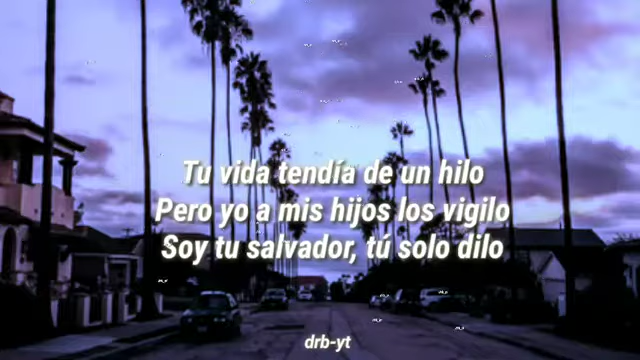 Tu vida tendía de un hilo
Pero yo a mis hijos los vigilo
Soy tu salvador, tú solo dilo
drb-yt